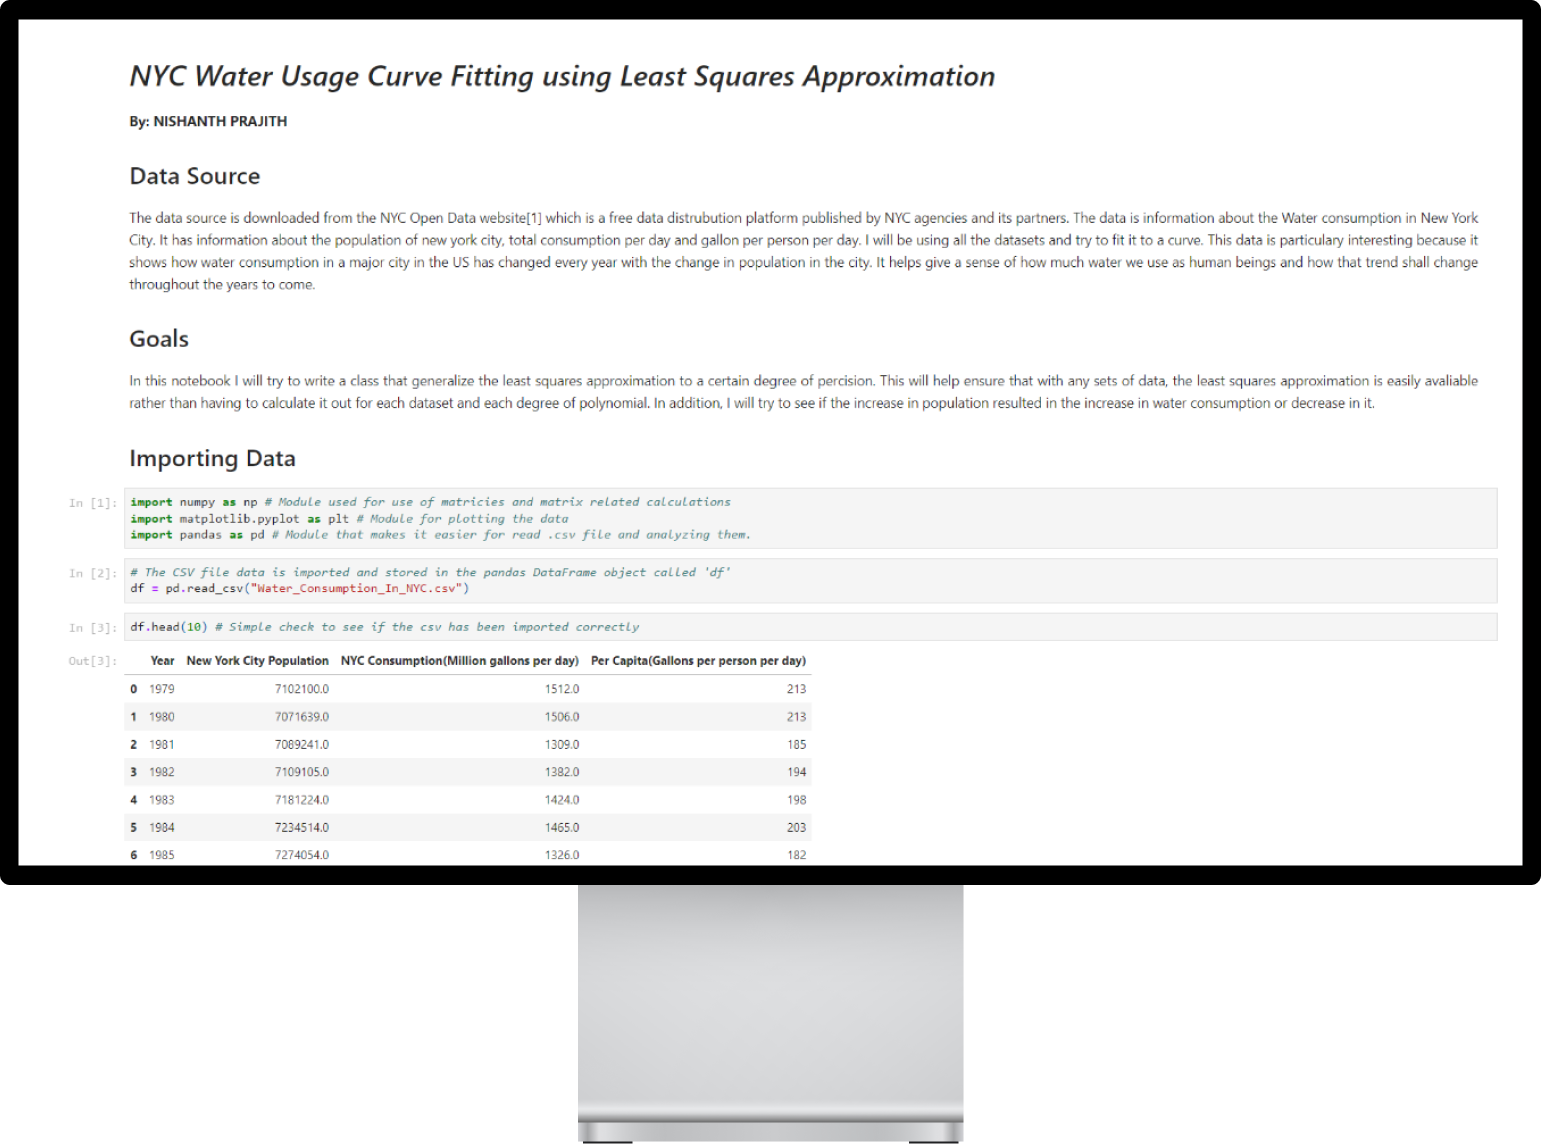 NYC Water Usage Curve Fitting using Least Squares Approximation
By: NISHANTH PRAJITH
Data Source
The data source is downloaded from the NYC Open Data website[1] which is a free data distrubution platform published by NYC agencies and its partners. The data is information about the Water consumption in New York
City. It has information about the population of new york city, total consumption per day and gallon per person per day. I will be using all the datasets and try to fit it to a curve. This data is particulary interesting because it
shows how water consumption in a major city in the US has changed every year with the change in population in the city. It helps give a sense of how much water we use as human beings and how that trend shall change
throughout the years to come.
Goals
In this notebook I will try to write a class that generalize the least squares approximation to a certain degree of percision. This will help ensure that with any sets of data, the least squares approximation is easily avaliable
rather than having to calculate it out for each dataset and each degree of polynomial. In addition, I will try to see if the increase in population resulted in the increase in water consumption or decrease in it.
Importing Data
In [1]: import numpy as np # Module used for use of matricies and matrix related calculations
import matplotlib.pyplot as plt # Module for plotting the data
import pandas as pd # Module that makes it easier for read .csv file and analyzing them.
In [2]: # The CSV file data is imported and stored in the pandas DataFrame object called 'df'
df = pd.read_csv("Water_Consumption_In_NYC.csv")
In [3]: df.head(10) # Simple check to see if the csv has been imported correctly
Out[3]: Year New York City Population NYC Consumption(Million gallons per day) Per Capita(Gallons per person per day)
0 1979 7102100.0 1512.0 213
1 1980 7071639.0 1506.0 213
2 1981 7089241.0 1309.0 185
3 1982 7109105.0 1382.0 194
4 1983 7181224.0 1424.0 198
5 1984 7234514.0 1465.0 203
6 1985 7274054.0 1326.0 182